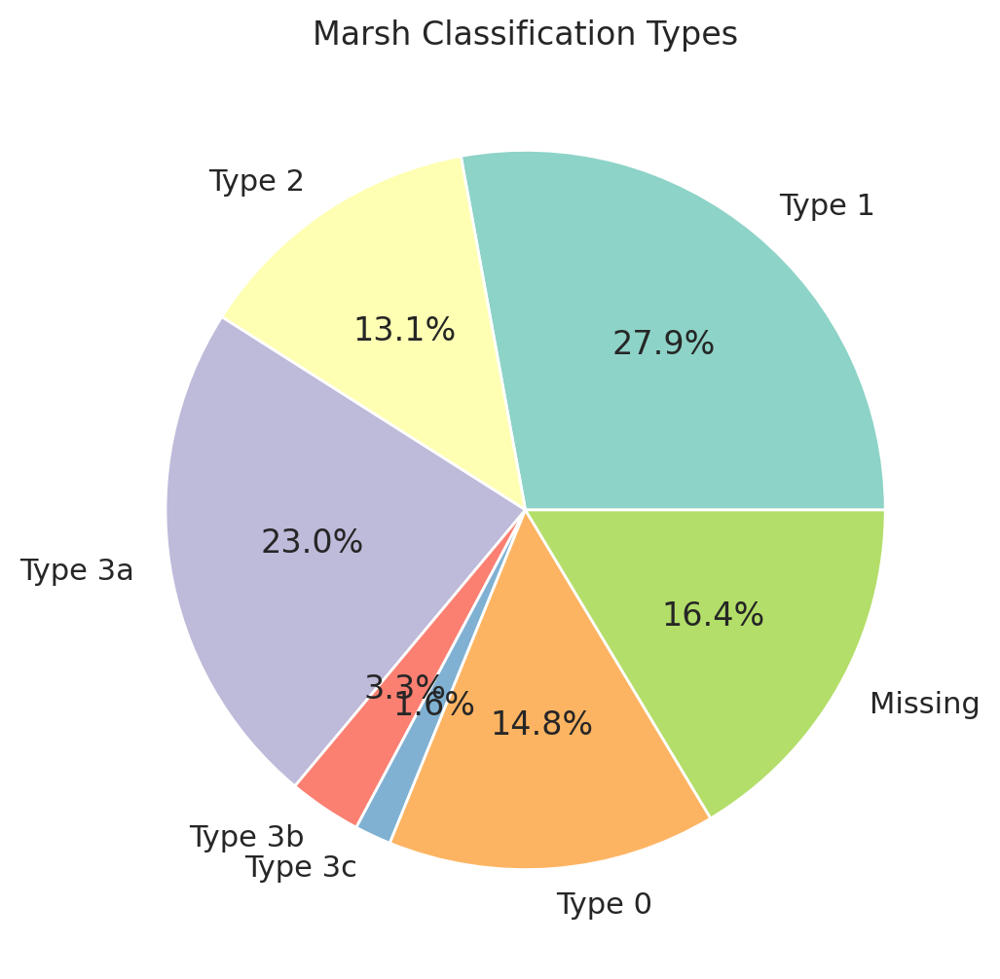 Marsh Classification Types
Type 2
Type 1
13.1%
27.9%
23.0%
Type 3a
16.4%
3.3%
1.6%
14.8%
Missing
Type 3b
Type 3c
Type 0